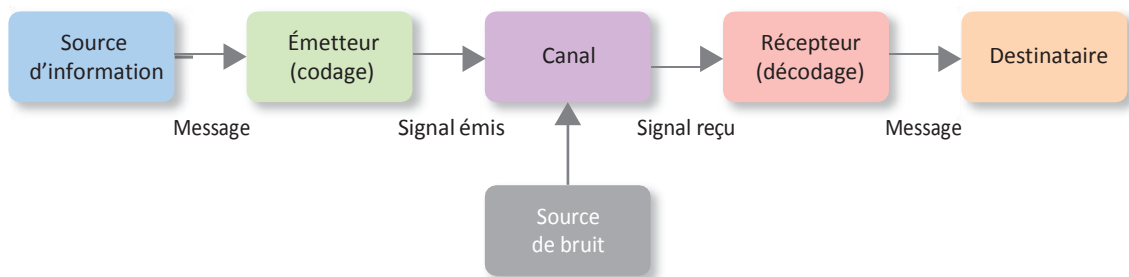 Source
d’information
Émetteur
(codage)
Canal
Récepteur
(décodage)
Destinataire
Message
Signal émis
Signal reçu
Message
Source
de bruit